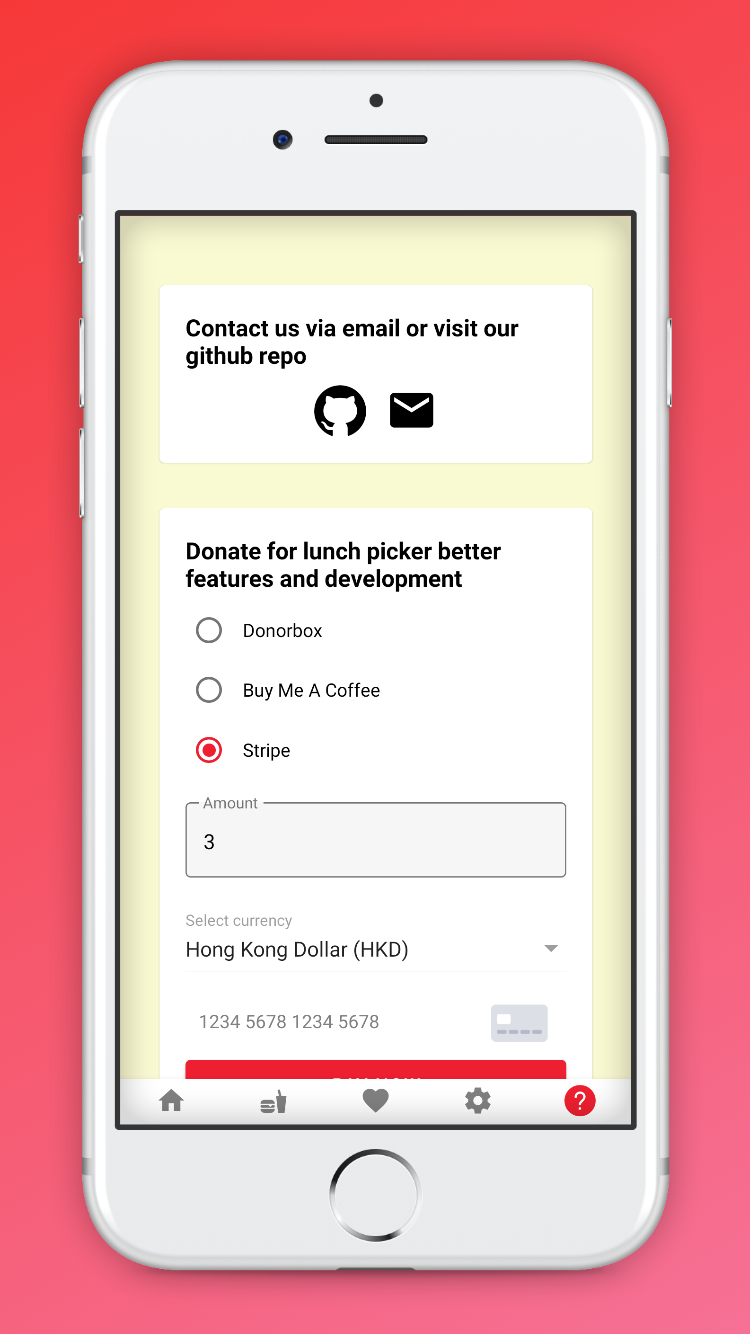 Contact us via email or visit our
github repo
Donate for lunch picker better
features and development
Donorbox
Buy Me A Coffee
Stripe
Amount
3
Select currency
Hong Kong Dollar (HKD)
1234 5678 1234 5678
?